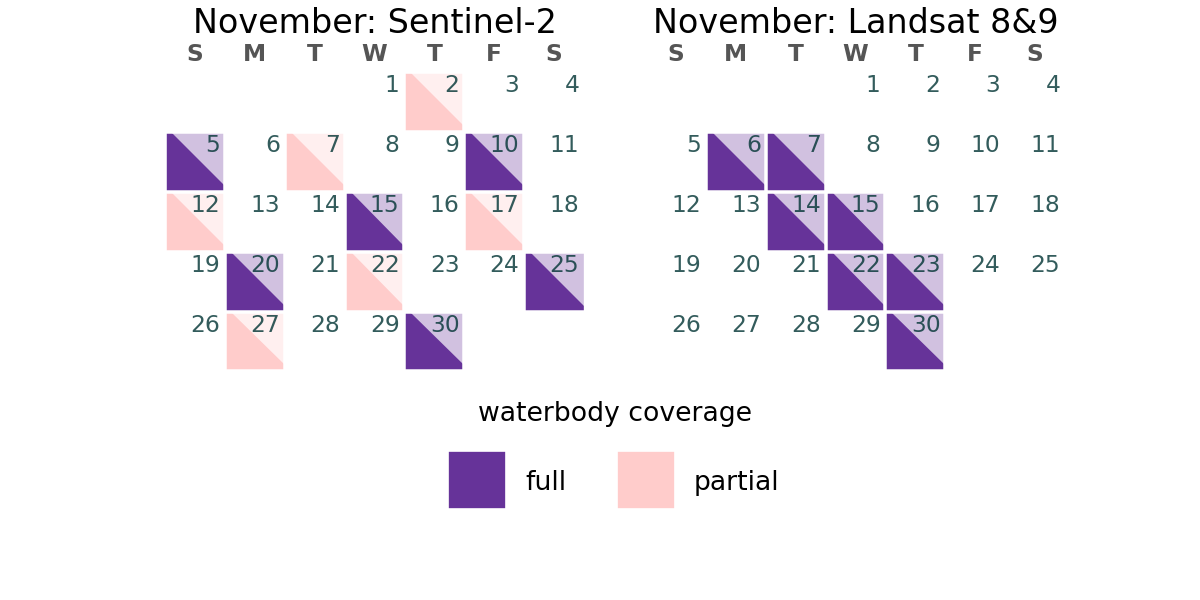 November: Sentinel-2
S M T W T F S
1 2 3 4
5 6 7 8 9 10 11
12 13 14 15 16 17 18
19 20 21 22 23 24 25
26 27 28 29 30
November: Landsat 8&9
S M T W T F S
1 2 3 4
5 6 7 8 9 10 11
12 13 14 15 16 17 18
19 20 21 22 23 24 25
26 27 28 29 30
waterbody coverage
full
partial